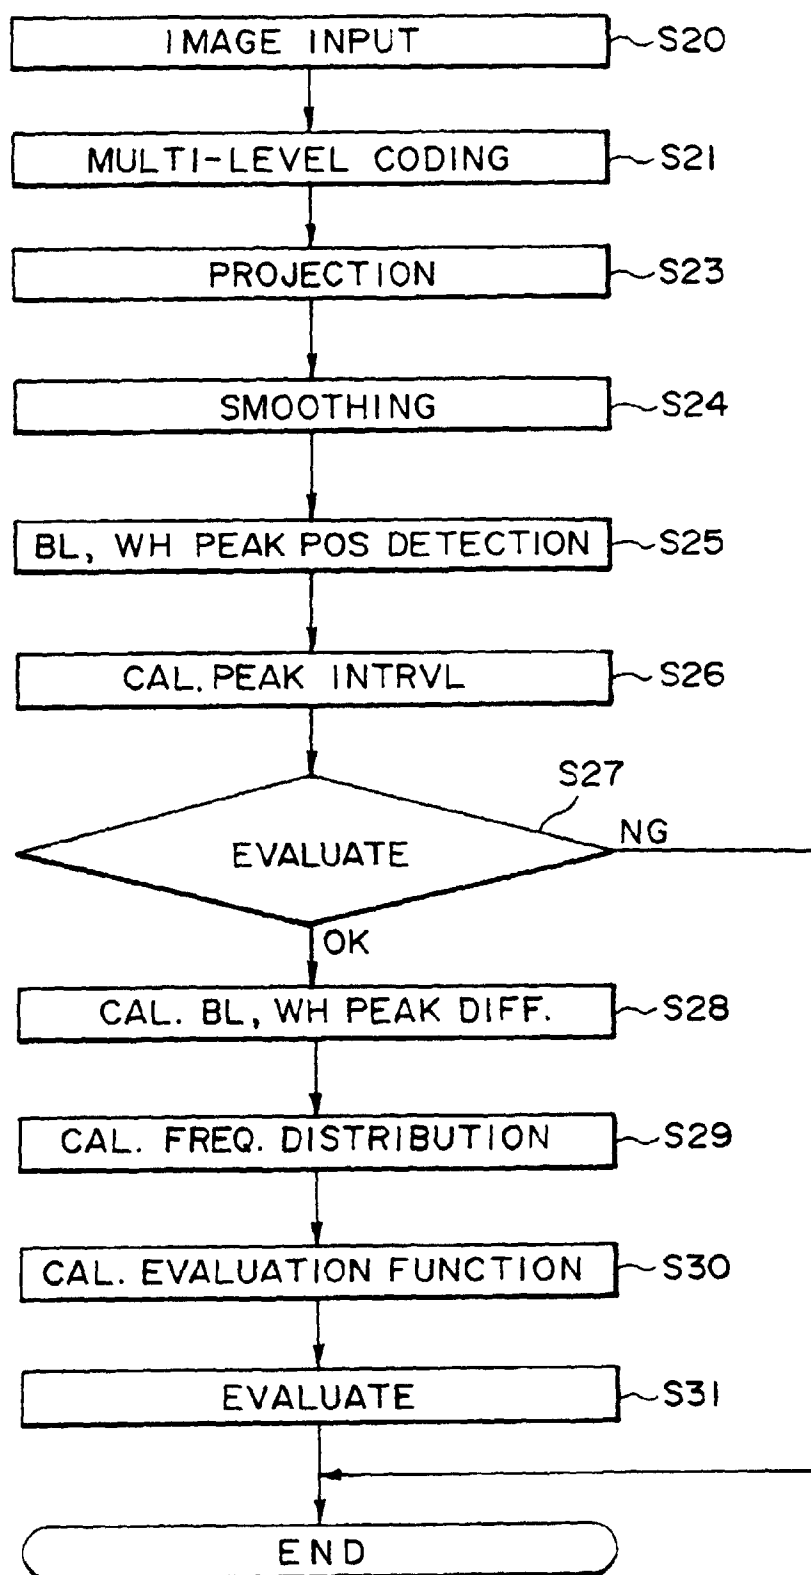 IMAGE INPUT S20
MULTI-LEVEL CODING S21
PROJECTION S23
SMOOTHING S24
BL, WH PEAK POS DETECTION S25
CAL. PEAK INTRVL S26
S27
NG
EVALUATE
OK
CAL. BL, WH PEAK DIFF. S28
CAL. FREQ. DISTRIBUTION S29
CAL. EVALUATION FUNCTION S30
EVALUATE S31
END